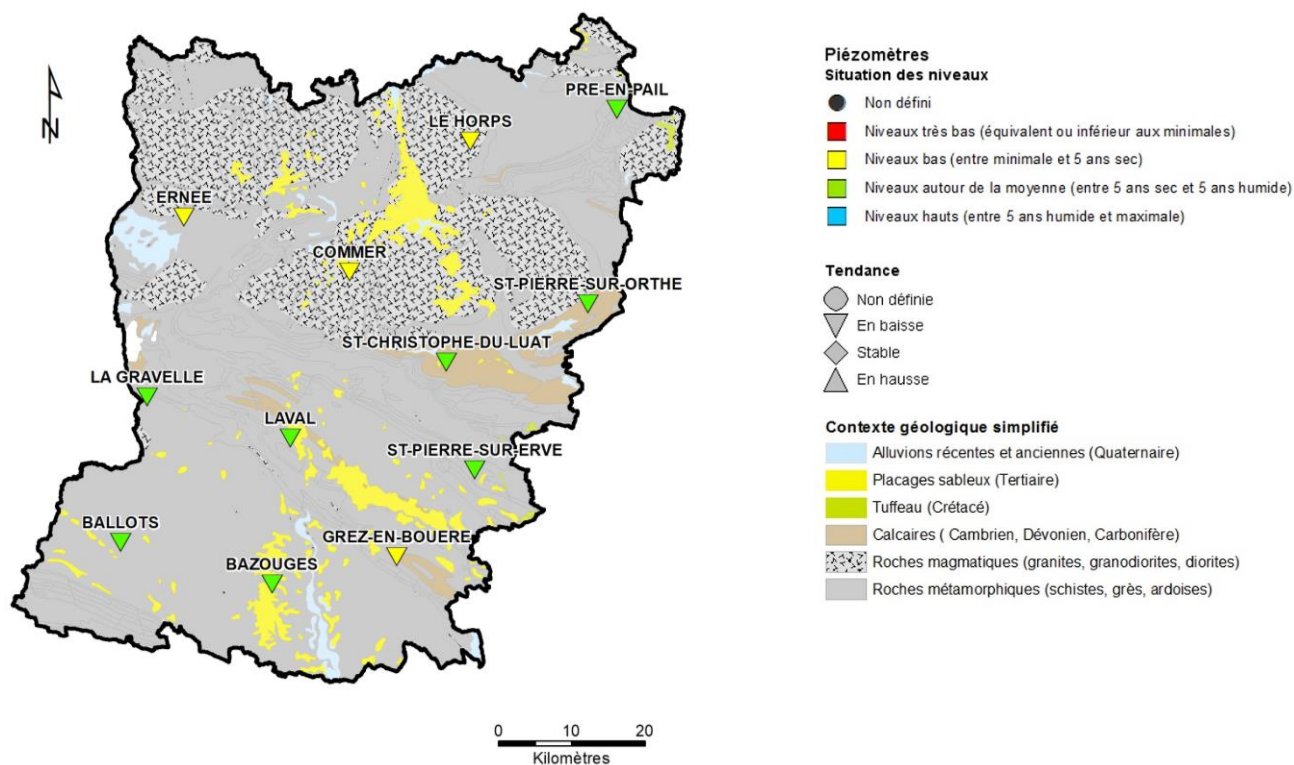 PRE-EN-PAIL
LE HORPS
ERNEE
COMMER
ST-PIERRE-SUR-ORTHE
ST-CHRISTOPHE-DU-LUAT
LA GRAVELLE
LAVAL
ST-PIERRE-SUR-ERVE
BALLOTS
GREZ-EN-BOUERE
BAZOUGES
N
0 10 20
Kilomètres
Piézomètres
Situation des niveaux
Non défini
Niveaux très bas (équivalent ou inférieur aux minimales)
Niveaux bas (entre minimale et 5 ans sec)
Niveaux autour de la moyenne (entre 5 ans sec et 5 ans humide)
Niveaux hauts (entre 5 ans humide et maximale)
Tendance
Non définie
En baisse
Stable
En hausse
Contexte géologique simplifié
Alluvions récentes et anciennes (Quaternaire)
Placages sableux (Tertiaire)
Tuffeau (Crétacé)
Calcaires ( Cambrien, Dévonien, Carbonifère)
Roches magmatiques (granites, granodiorites, diorites)
Roches métamorphiques (schistes, grès, ardoises)